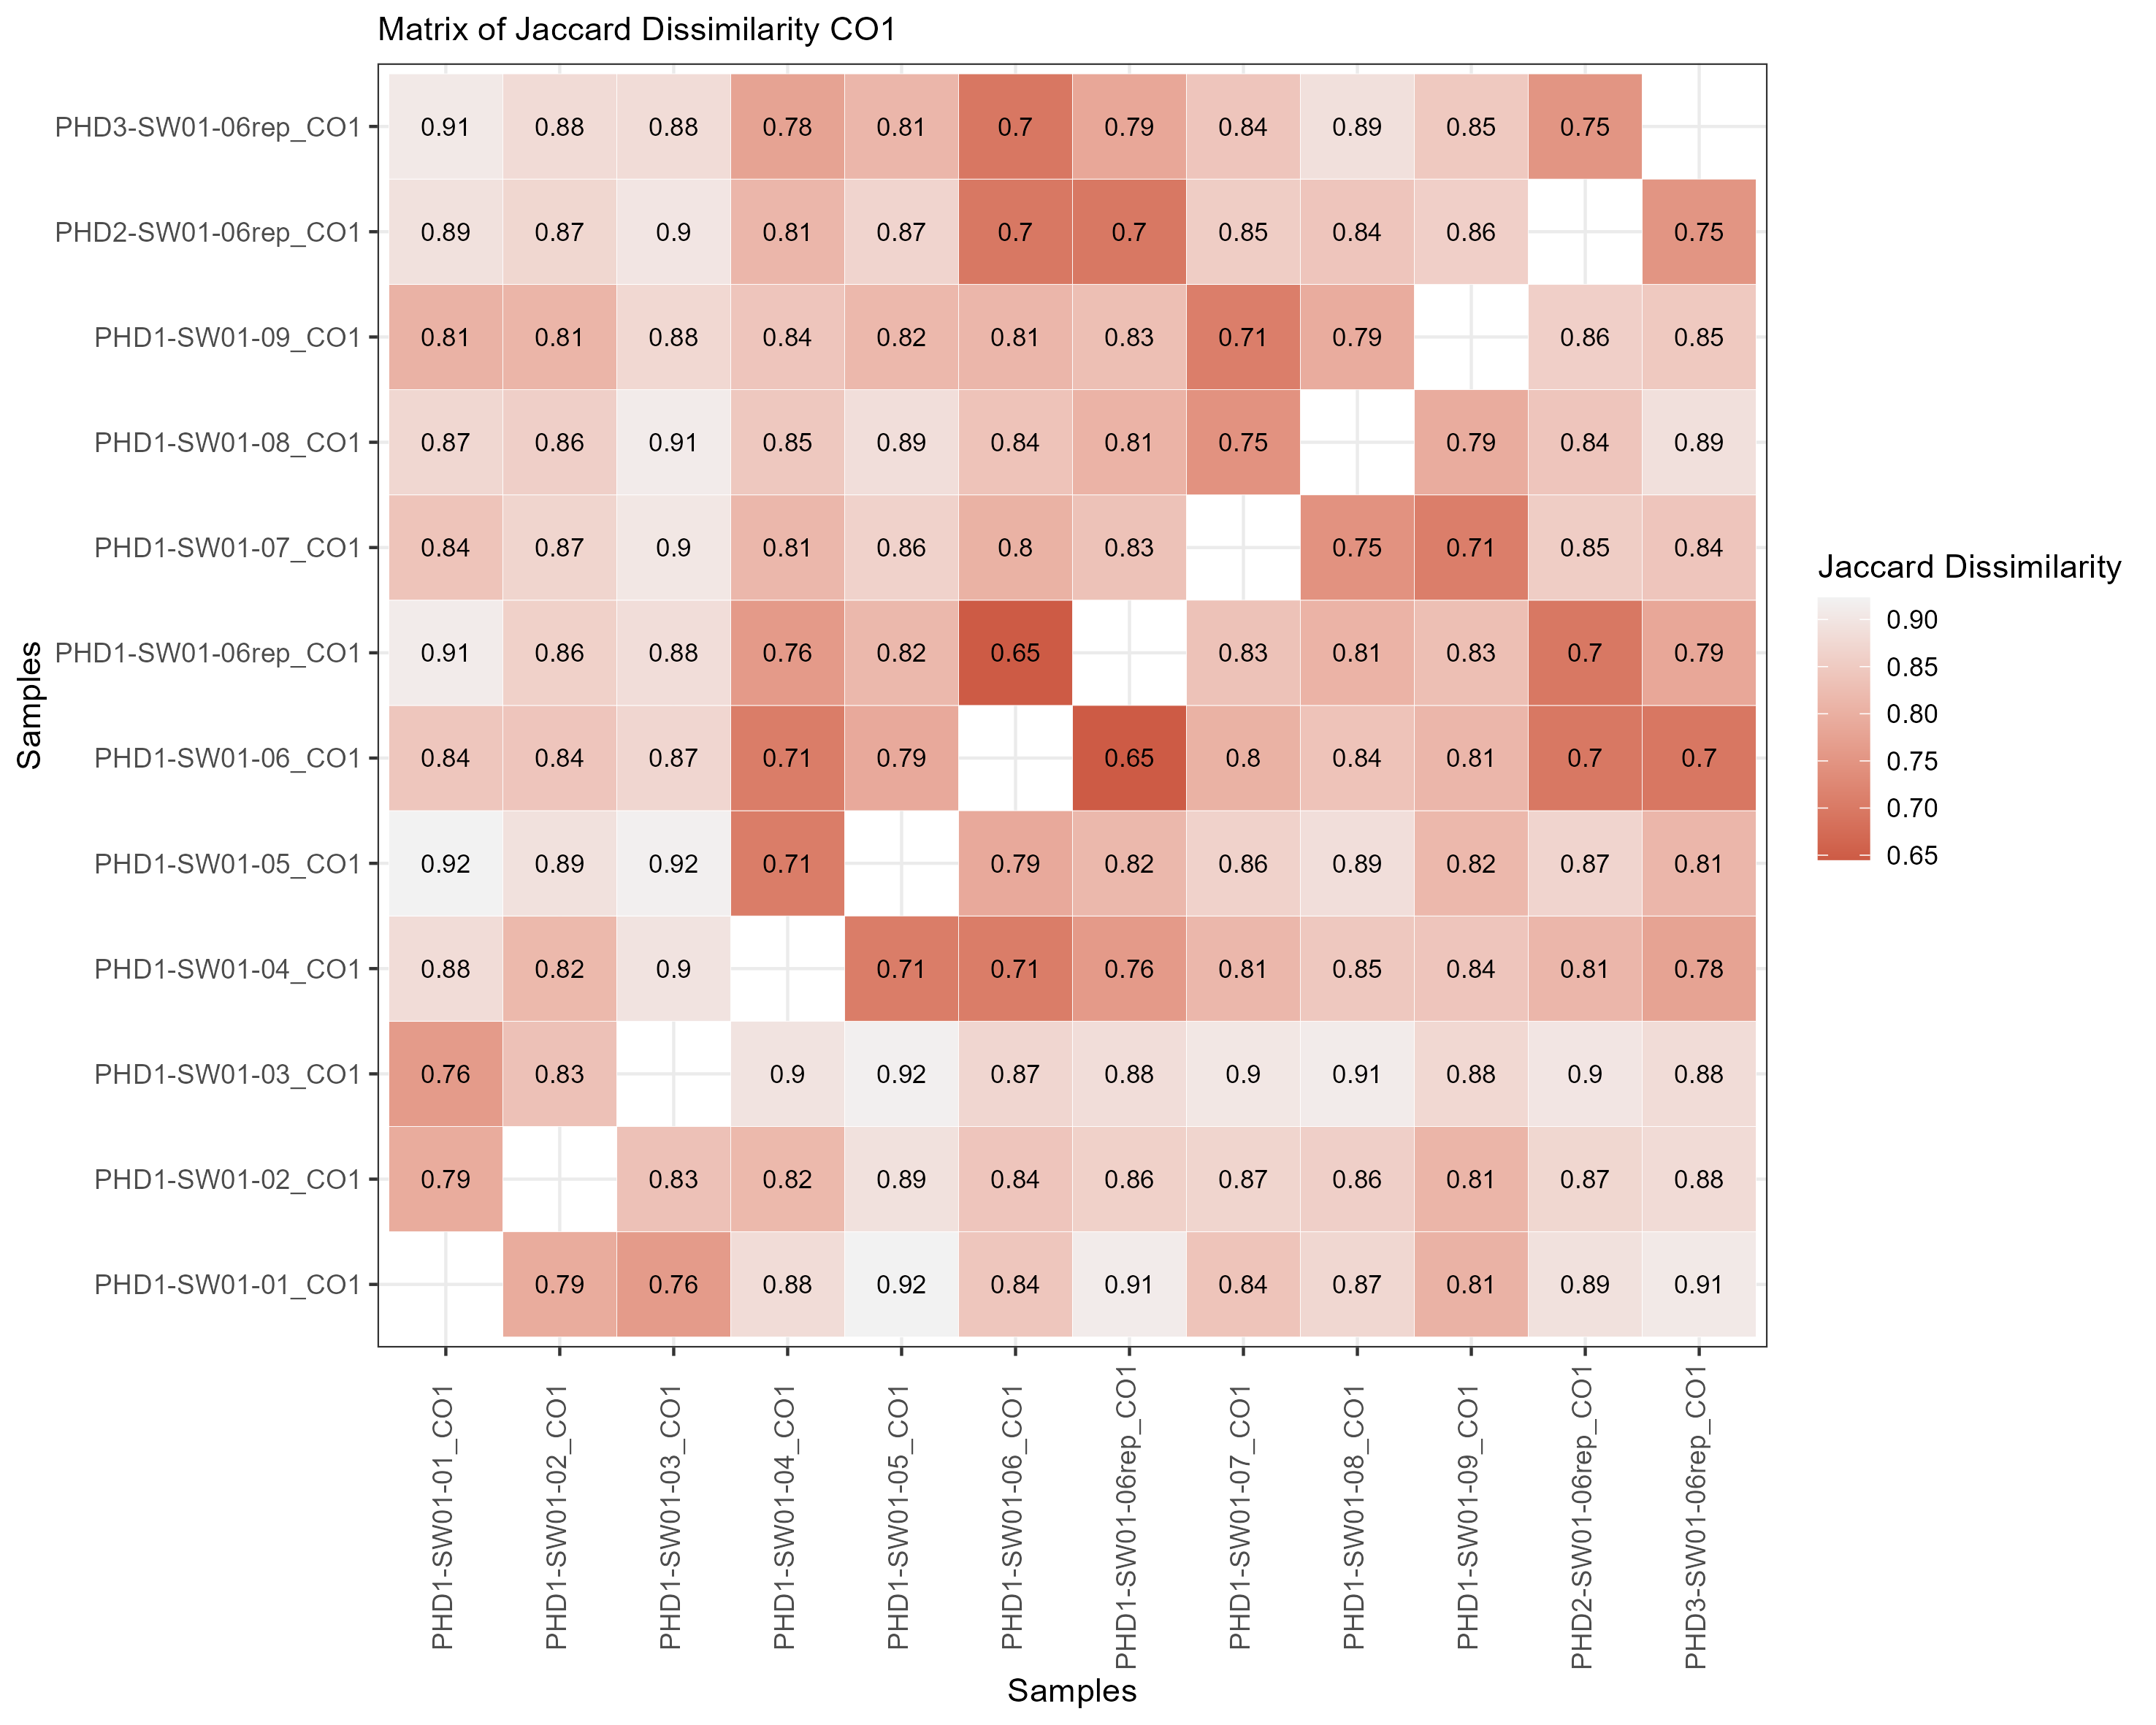 Matrix of Jaccard Dissimilarity CO1
PHD3-SW01-06rep_CO1 0.91 0.88 0.88 0.78 0.81 0.7 0.79 0.84 0.89 0.85 0.75
PHD2-SW01-06rep_CO1 0.89 0.87 0.9 0.81 0.87 0.7 0.7 0.85 0.84 0.86 0.75
PHD1-SW01-09_CO1 0.81 0.81 0.88 0.84 0.82 0.81 0.83 0.71 0.79 0.86 0.85
PHD1-SW01-08_CO1 0.87 0.86 0.91 0.85 0.89 0.84 0.81 0.75 0.79 0.84 0.89
PHD1-SW01-07_CO1 0.84 0.87 0.9 0.81 0.86 0.8 0.83 0.75 0.71 0.85 0.84
PHD1-SW01-06rep_CO1 0.91 0.86 0.88 0.76 0.82 0.65 0.83 0.81 0.83 0.7 0.79
PHD1-SW01-06_CO1 0.84 0.84 0.87 0.71 0.79 0.65 0.8 0.84 0.81 0.7 0.7
PHD1-SW01-05_CO1 0.92 0.89 0.92 0.71 0.79 0.82 0.86 0.89 0.82 0.87 0.81
PHD1-SW01-04_CO1 0.88 0.82 0.9 0.71 0.71 0.76 0.81 0.85 0.84 0.81 0.78
PHD1-SW01-03_CO1 0.76 0.83 0.9 0.92 0.87 0.88 0.9 0.91 0.88 0.9 0.88
PHD1-SW01-02_CO1 0.79 0.83 0.82 0.89 0.84 0.86 0.87 0.86 0.81 0.87 0.88
PHD1-SW01-01_CO1 0.79 0.76 0.88 0.92 0.84 0.91 0.84 0.87 0.81 0.89 0.91
Samples
PHD1-SW01-01_CO1
PHD1-SW01-02_CO1
PHD1-SW01-03_CO1
PHD1-SW01-04_CO1
PHD1-SW01-05_CO1
PHD1-SW01-06_CO1
PHD1-SW01-06rep_CO1
PHD1-SW01-07_CO1
PHD1-SW01-08_CO1
PHD1-SW01-09_CO1
PHD2-SW01-06rep_CO1
PHD3-SW01-06rep_CO1
Samples
Jaccard Dissimilarity
0.90
0.85
0.80
0.75
0.70
0.65